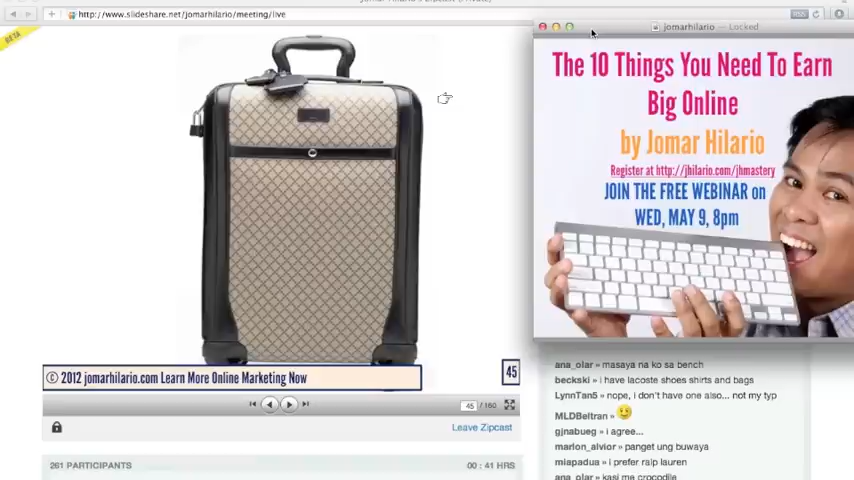 http://www.slideshare.net/jomarhilario/meeting/live
RSS
BETA
jomarhilario — Locked
The 10 Things You Need To Earn
Big Online
by Jomar Hilario
Register at http://jhilario.com/jhmastery
JOIN THE FREE WEBINAR on
WED, MAY 9, 8pm
© 2012 jomarhilario.com Learn More Online Marketing Now
45
45 / 160
Leave Zipcast
261 PARTICIPANTS
00 : 41 HRS
ana_olar » masaya na ko sa bench
beckski » i have lacoste shoes shirts and bags
LynnTan5 » nope, i don't have one also... not my typ
MLDBeltran »
gjnabueg » i agree...
marlon_alvior » panget ung buwaya
miapadua » i prefer ralp lauren
ana_olar » kasi me crocodile